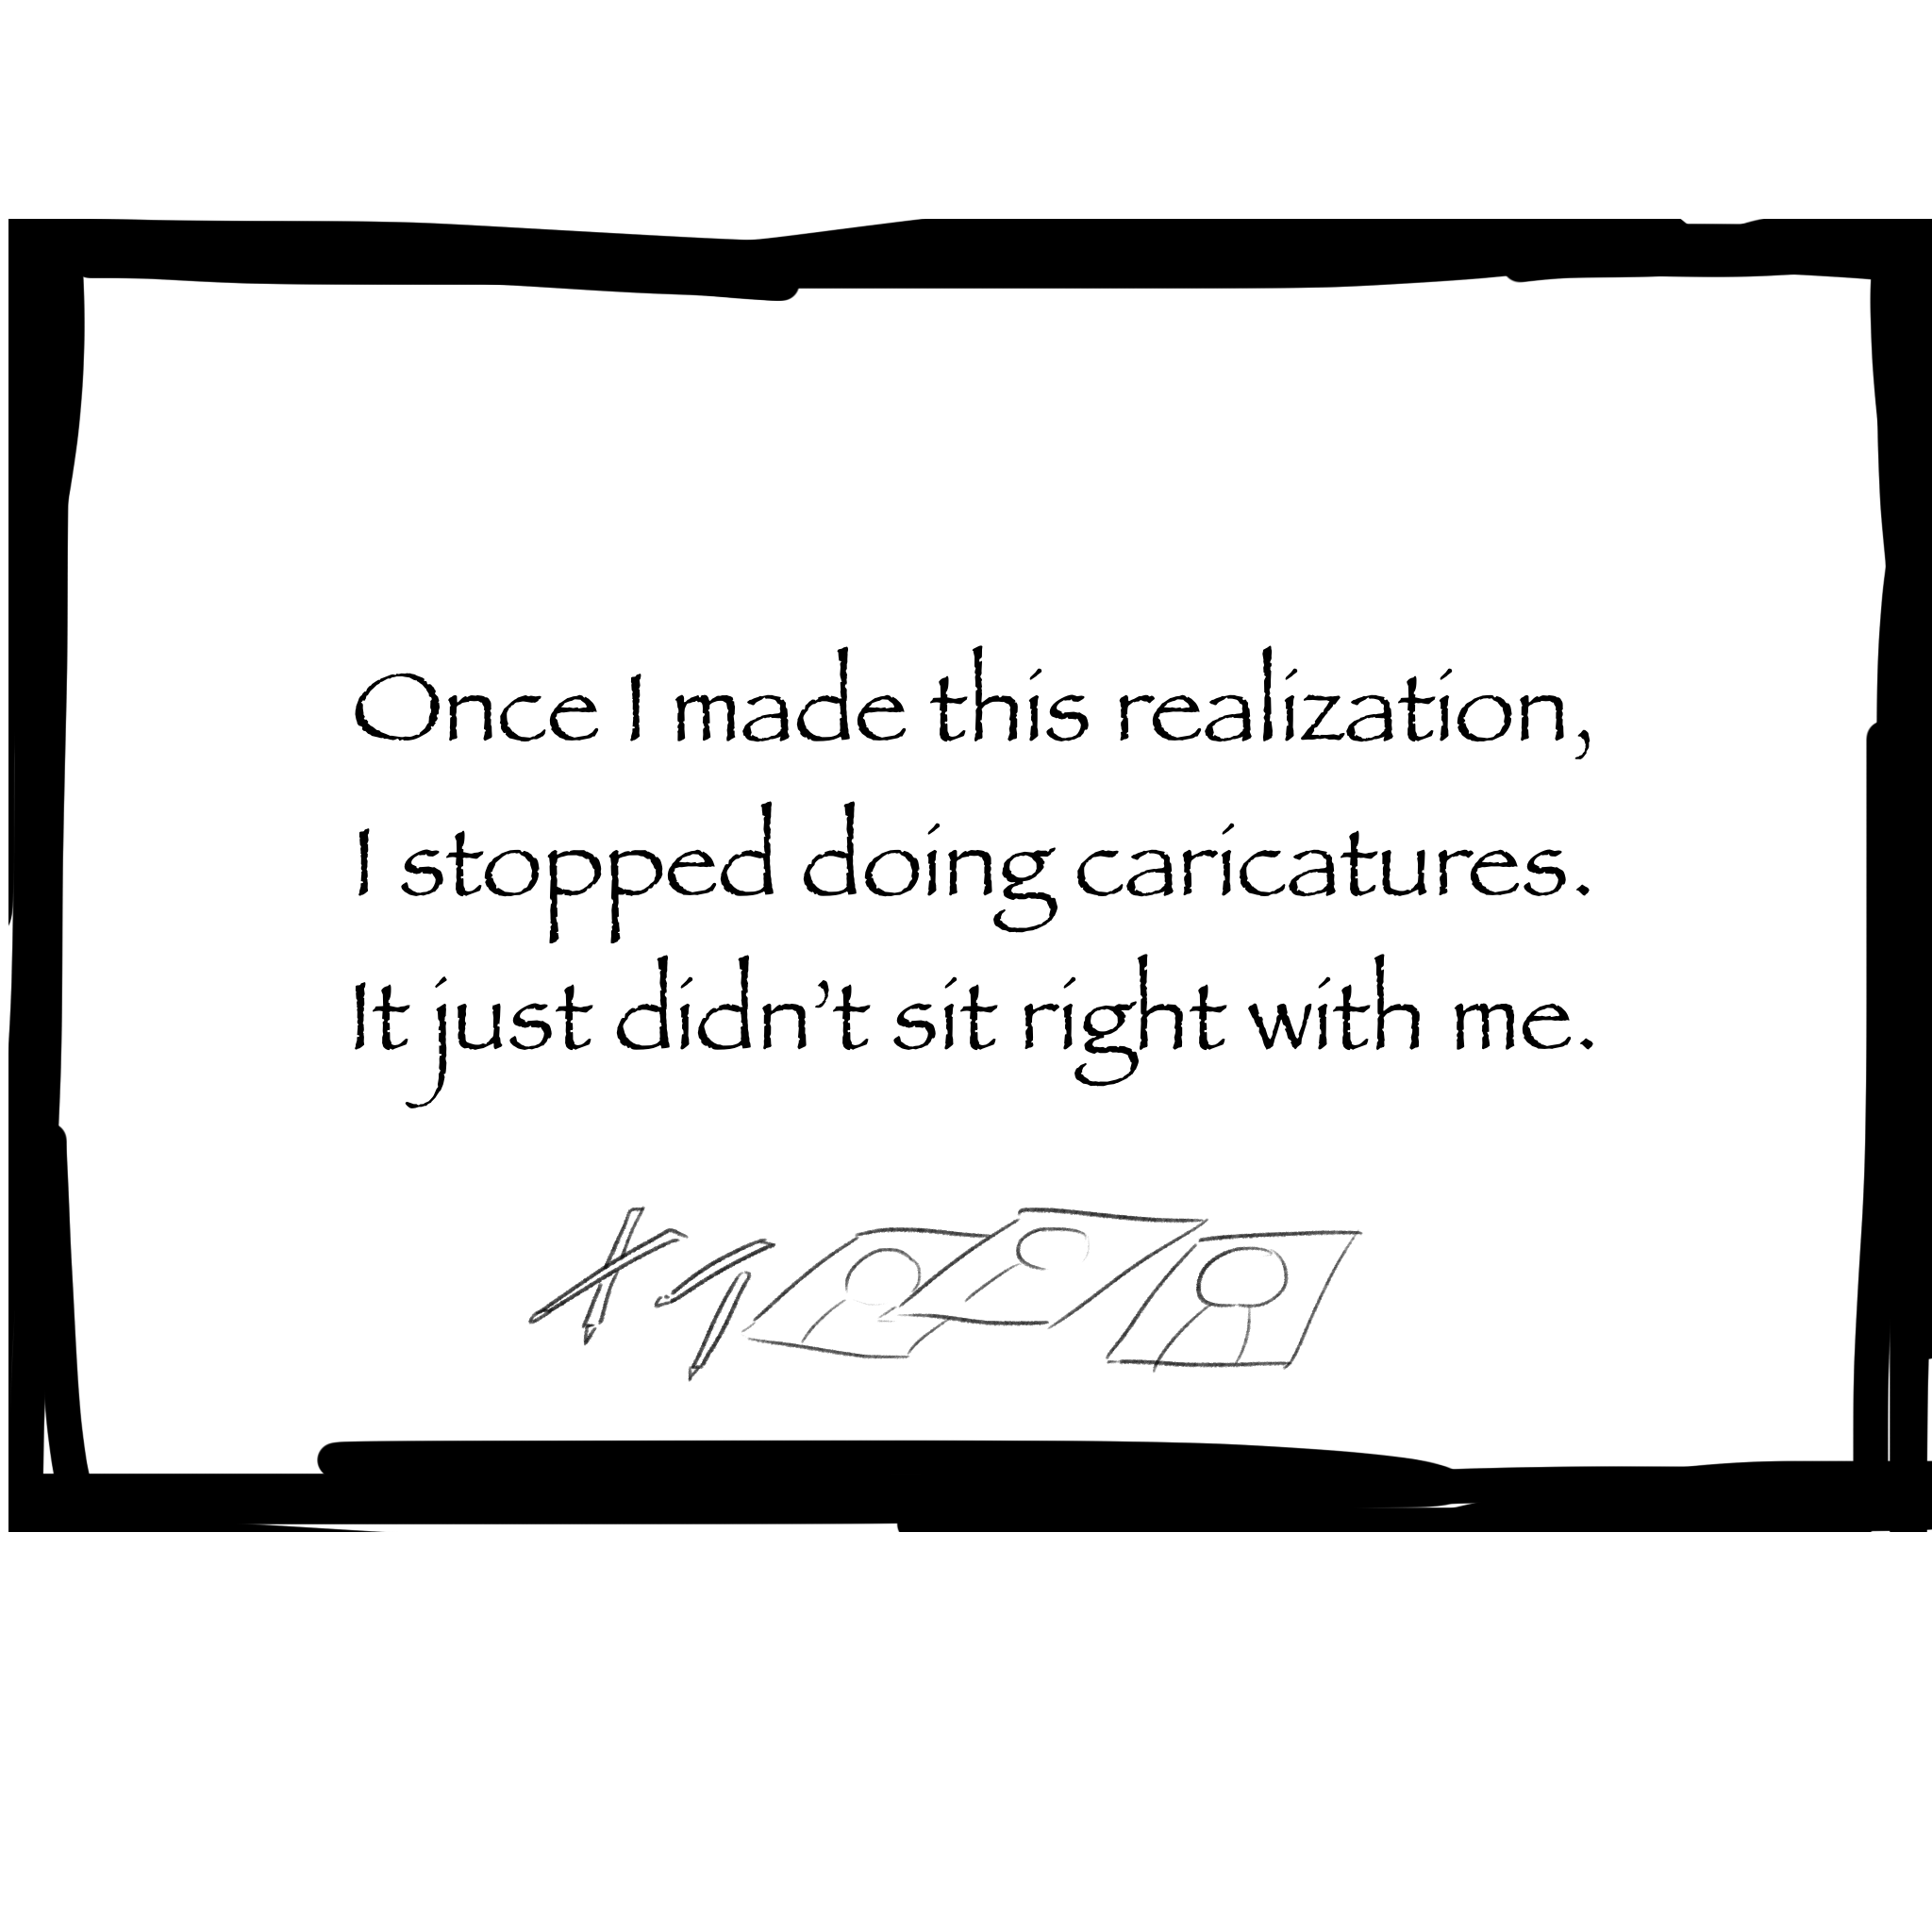 Once I made this realization,
I stopped doing caricatures.
It just didn't sit right with me.